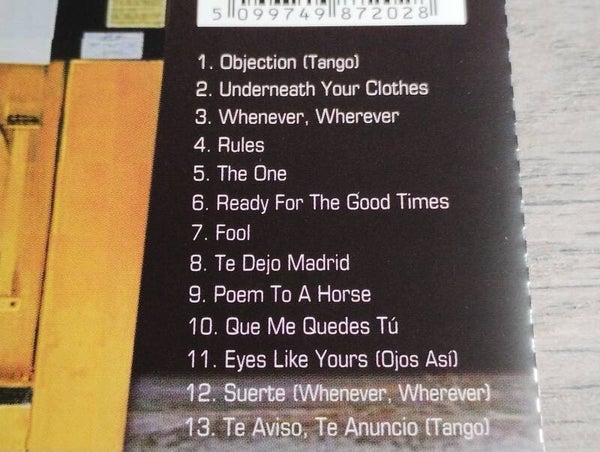 5 099749 872028
1. Objection (Tango)
2. Underneath Your Clothes
3. Whenever, Wherever
4. Rules
5. The One
6. Ready For The Good Times
7. Fool
8. Te Dejo Madrid
9. Poem To A Horse
10. Que Me Quedes Tú
11. Eyes Like Yours (Ojos Así)
12. Suerte (Whenever, Wherever)
13. Te Aviso, Te Anuncio (Tango)